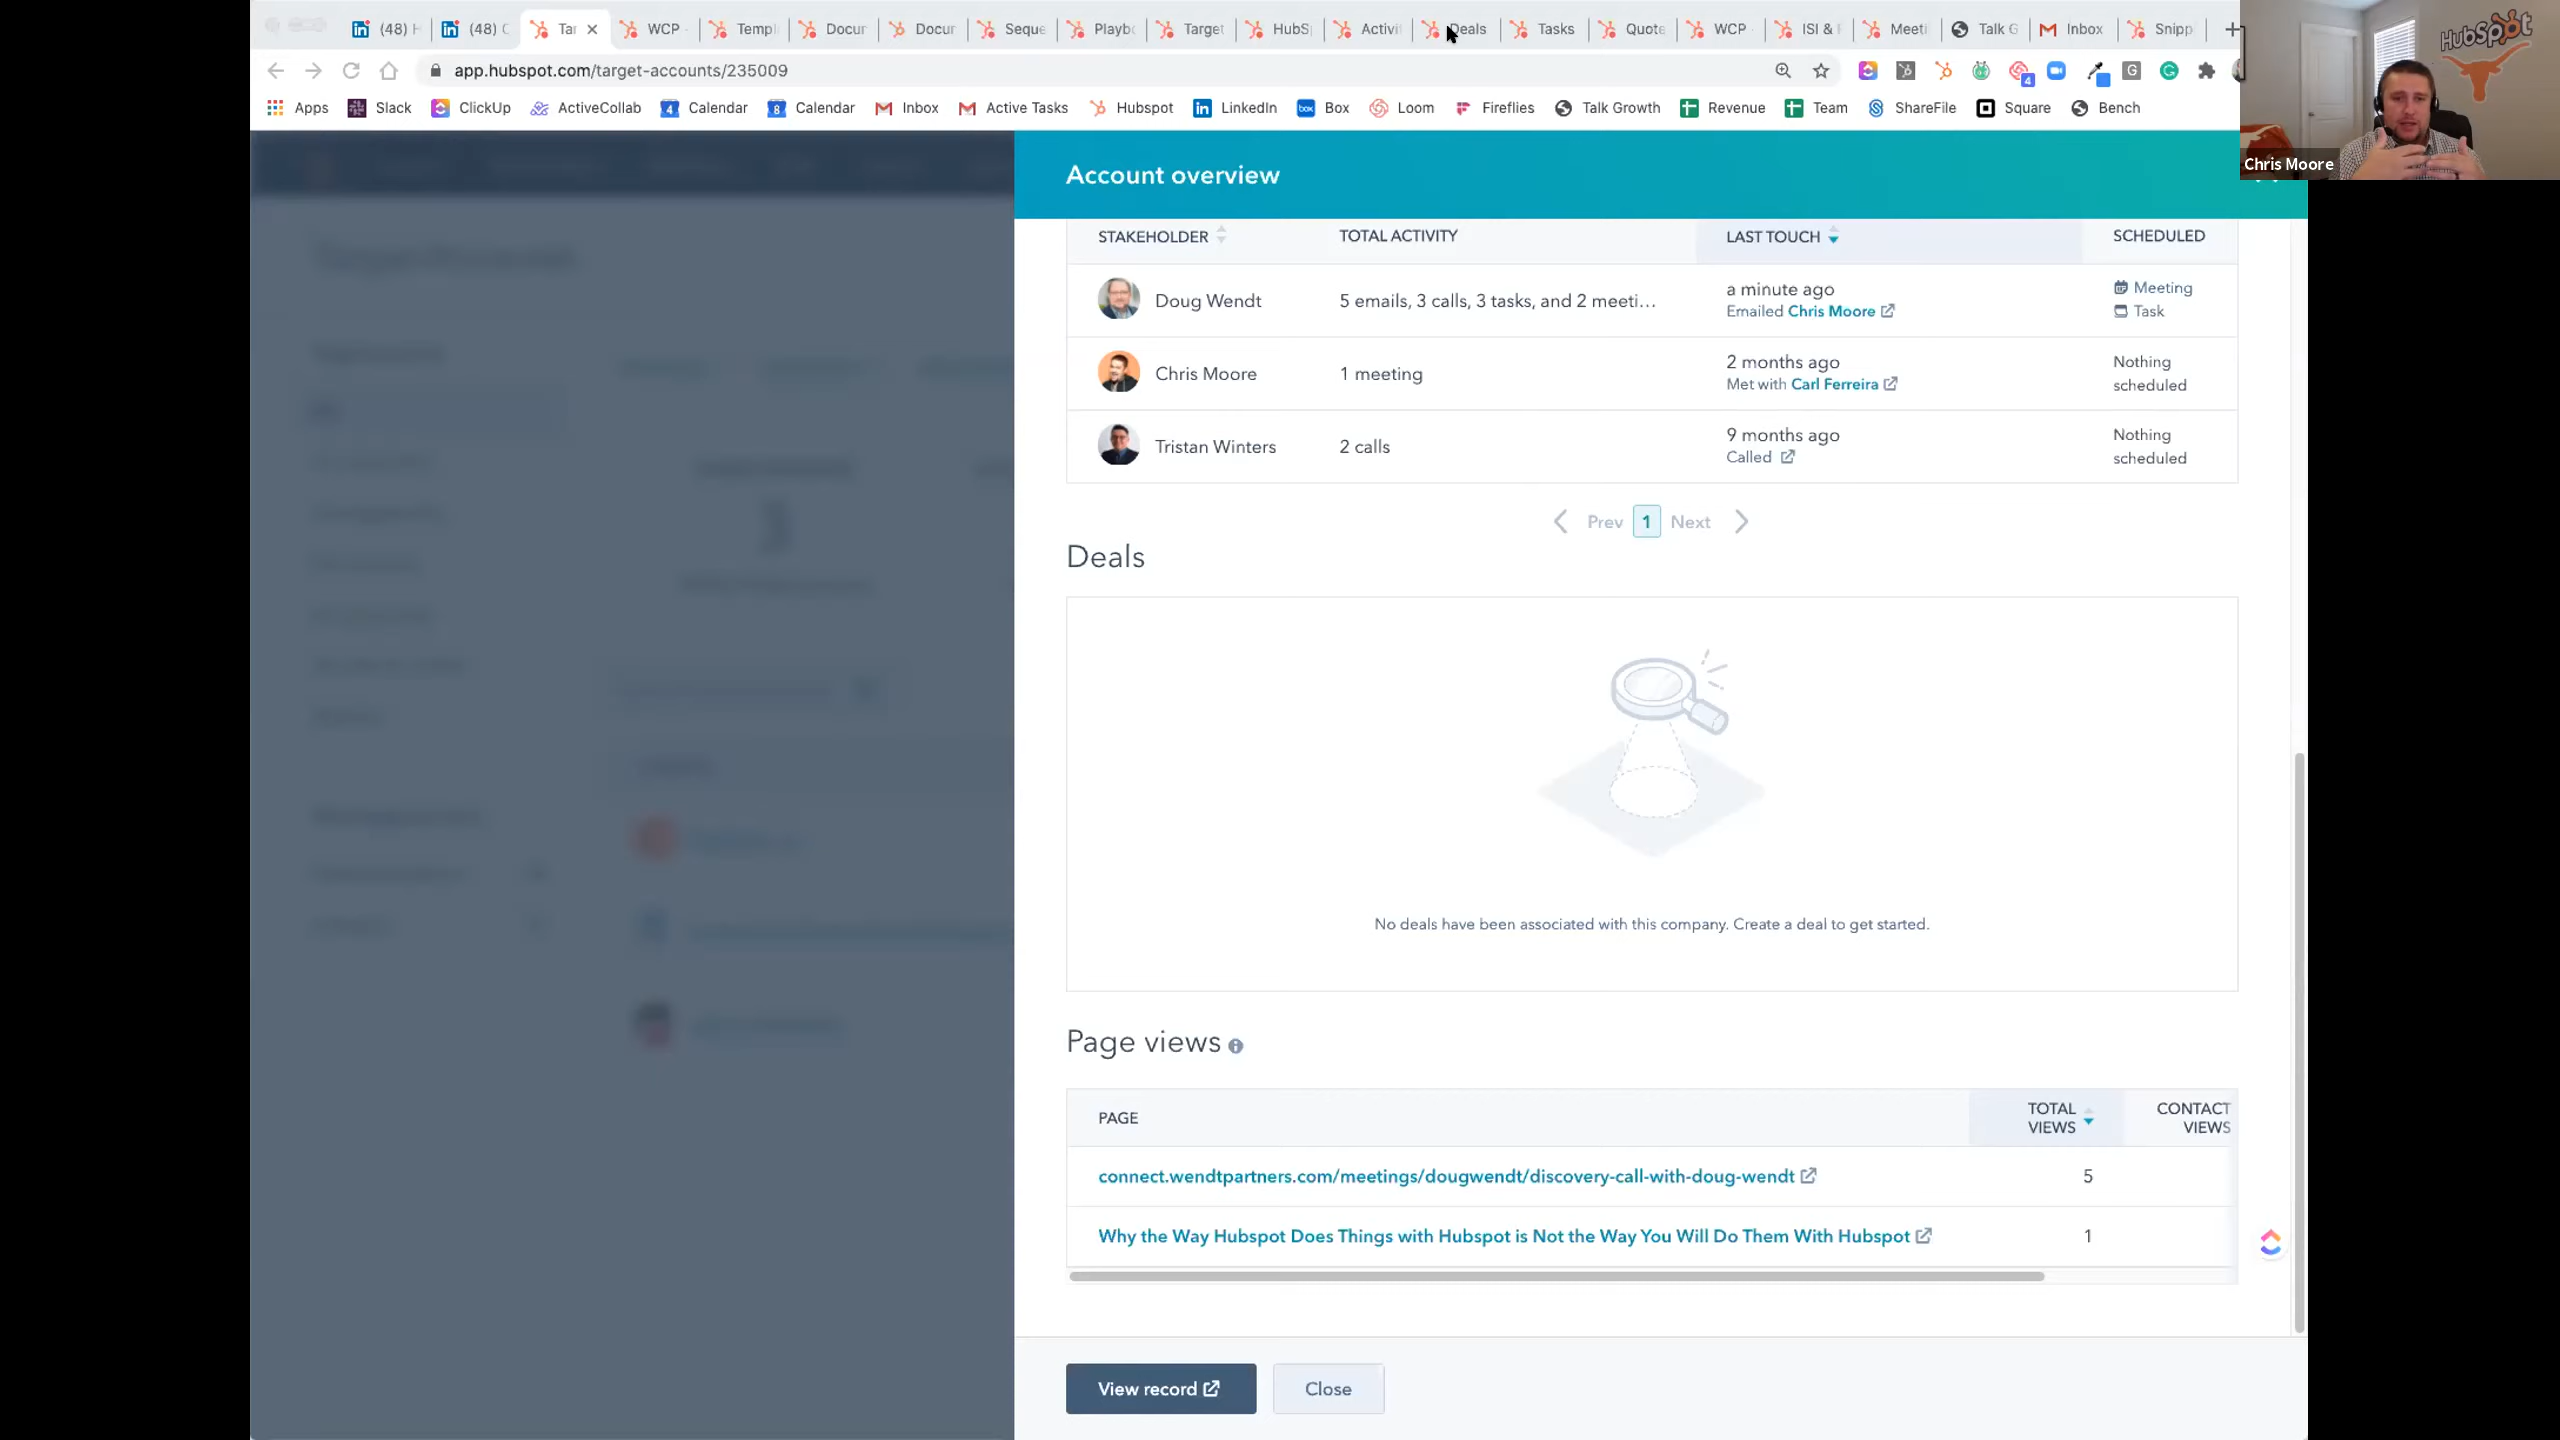 (48) H
(48) C
Tar
WCP -
Templ
Docum
Docum
Seque
Playbo
Target
HubS
Activi
Deals
Tasks
Quote
WCP -
ISI & 
Meeti
Talk G
Inbox
Snipp
app.hubspot.com/target-accounts/235009
Apps
Slack
ClickUp
ActiveCollab
Calendar
Calendar
Inbox
Active Tasks
Hubspot
LinkedIn
Box
Loom
Fireflies
Talk Growth
Revenue
Team
ShareFile
Square
Bench
HubSpot
Chris Moore
Account overview
STAKEHOLDER
TOTAL ACTIVITY
LAST TOUCH
SCHEDULED
Doug Wendt
5 emails, 3 calls, 3 tasks, and 2 meeti...
a minute ago
Emailed Chris Moore
Meeting
Task
Chris Moore
1 meeting
2 months ago
Met with Carl Ferreira
Nothing
scheduled
Tristan Winters
2 calls
9 months ago
Called
Nothing
scheduled
Prev 1 Next
Deals
No deals have been associated with this company. Create a deal to get started.
Page views
PAGE
TOTAL
VIEWS
CONTACT
VIEWS
connect.wendtpartners.com/meetings/dougwendt/discovery-call-with-doug-wendt
5
Why the Way Hubspot Does Things with Hubspot is Not the Way You Will Do Them With Hubspot
1
View record
Close